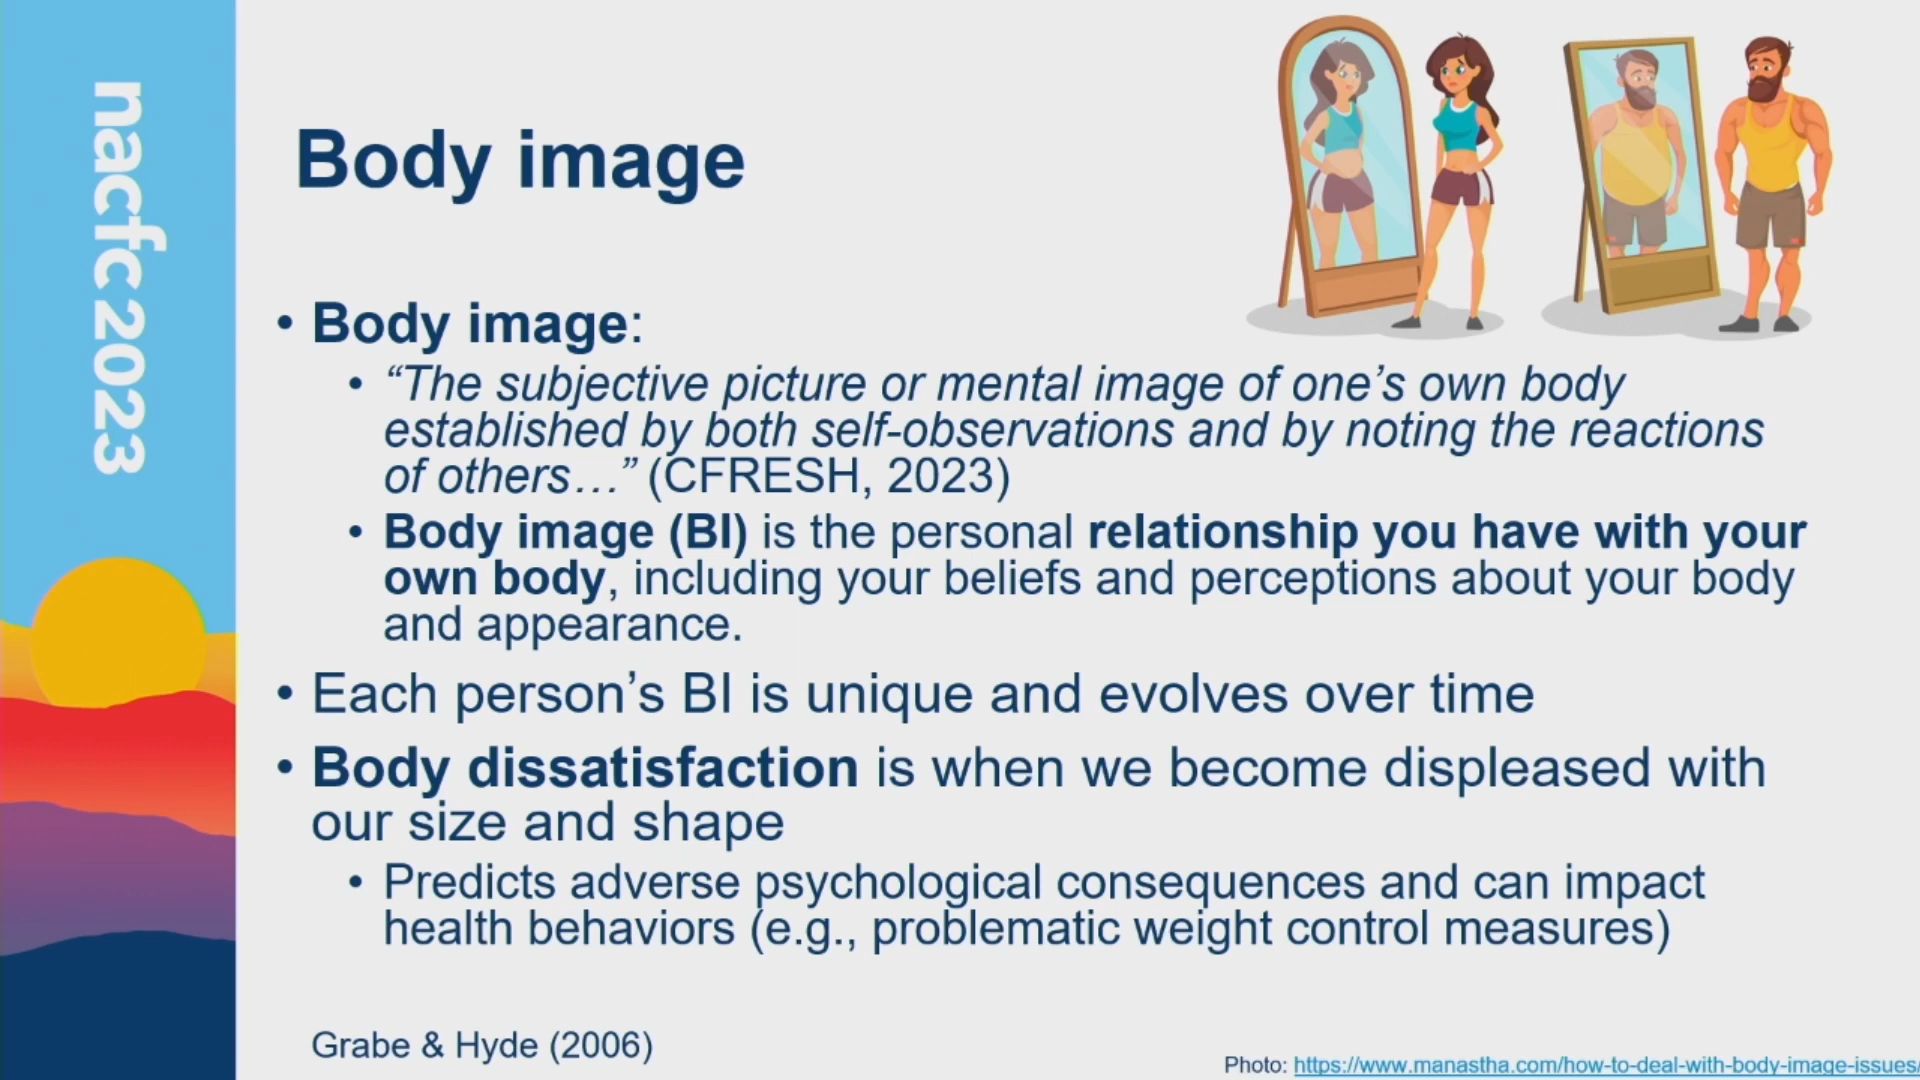 nacfc 2023
Body image
• Body image:
• “The subjective picture or mental image of one’s own body
established by both self-observations and by noting the reactions
of others…” (CFRESH, 2023)
• Body image (BI) is the personal relationship you have with your
own body, including your beliefs and perceptions about your body
and appearance.
• Each person’s BI is unique and evolves over time
• Body dissatisfaction is when we become displeased with
our size and shape
• Predicts adverse psychological consequences and can impact
health behaviors (e.g., problematic weight control measures)
Grabe & Hyde (2006)
Photo: https://www.manastha.com/how-to-deal-with-body-image-issues/